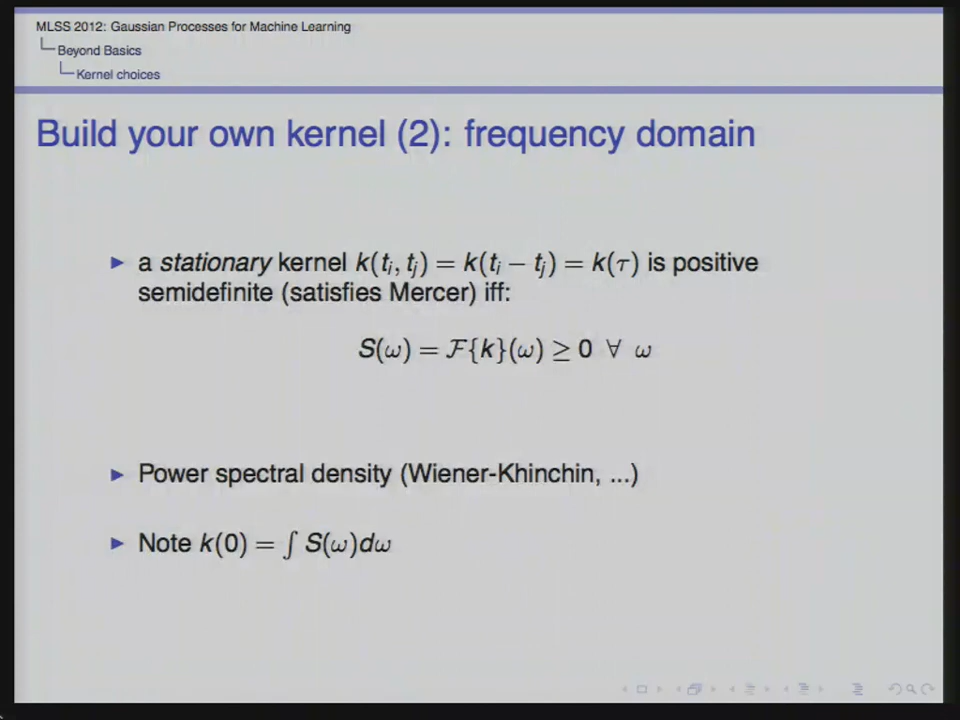 MLSS 2012: Gaussian Processes for Machine Learning
Beyond Basics
Kernel choices
Build your own kernel (2): frequency domain
a stationary kernel k(tᵢ, tⱼ) = k(tᵢ − tⱼ) = k(τ) is positive
semidefinite (satisfies Mercer) iff:
S(ω) = ℱ{k}(ω) ≥ 0 ∀ ω
Power spectral density (Wiener-Khinchin, ...)
Note k(0) = ∫ S(ω)dω